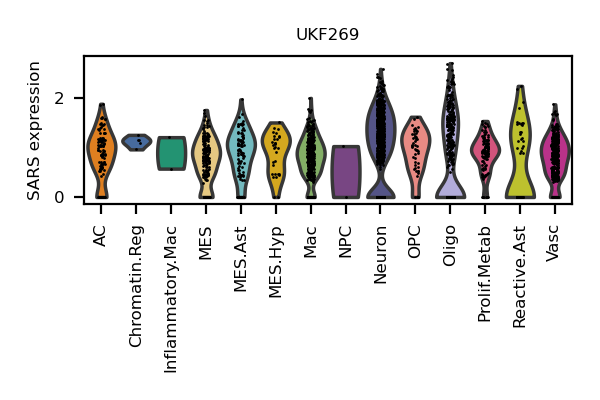 UKF269
SARS expression
2
0
AC
Chromatin.Reg
Inflammatory.Mac
MES
MES.Ast
MES.Hyp
Mac
NPC
Neuron
OPC
Oligo
Prolif.Metab
Reactive.Ast
Vasc